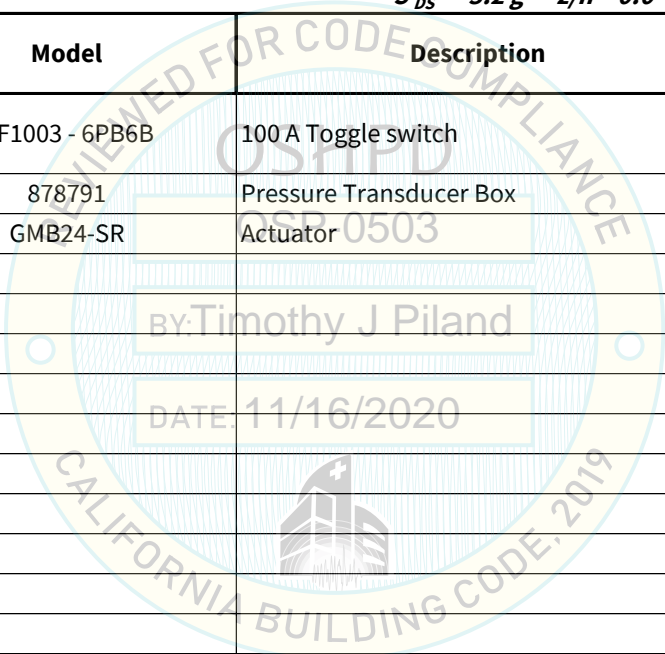 Model Description
F1003 - 6PB6B 100 A Toggle switch
878791 Pressure Transducer Box
GMB24-SR Actuator
REVIEWED FOR CODE COMPLIANCE
OSHPD
OSP-0503
BY: Timothy J Piland
DATE: 11/16/2020
CALIFORNIA BUILDING CODE, 2019